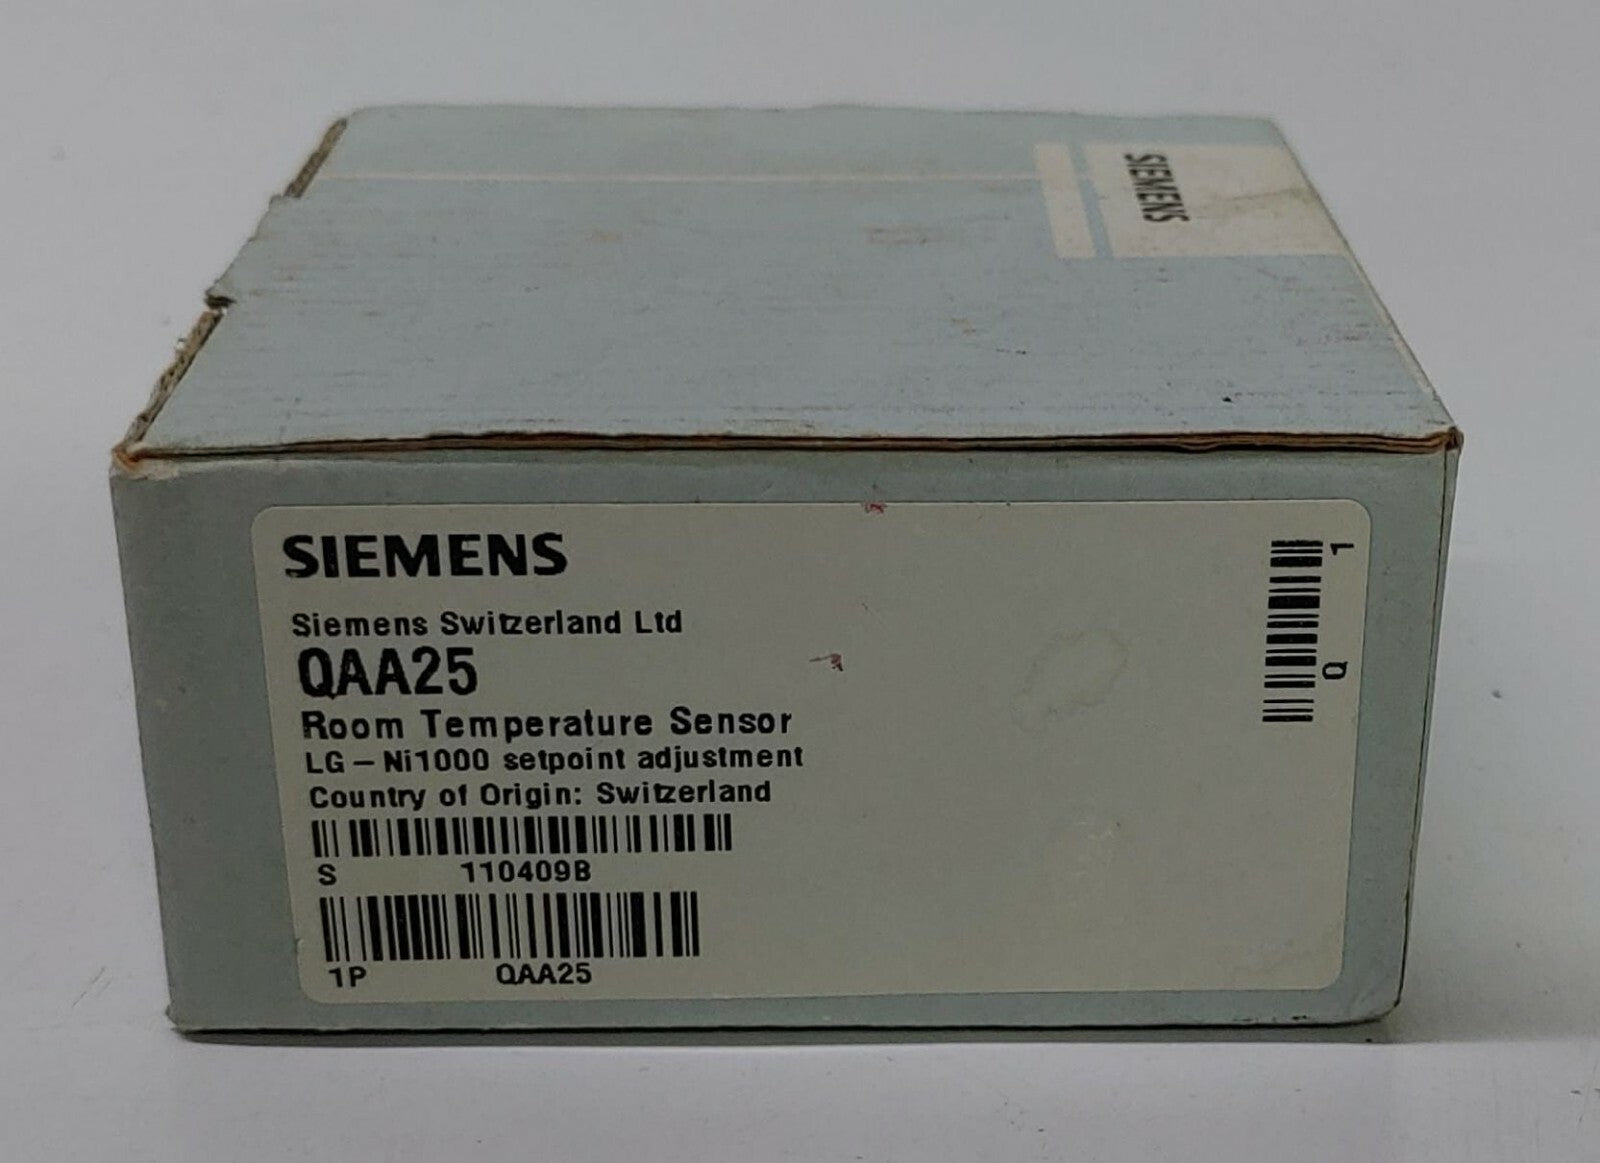 SIEMENS
SIEMENS
Siemens Switzerland Ltd
QAA25
Room Temperature Sensor
LG – Ni1000 setpoint adjustment
Country of Origin: Switzerland
S 110409B
1P QAA25
Q 1